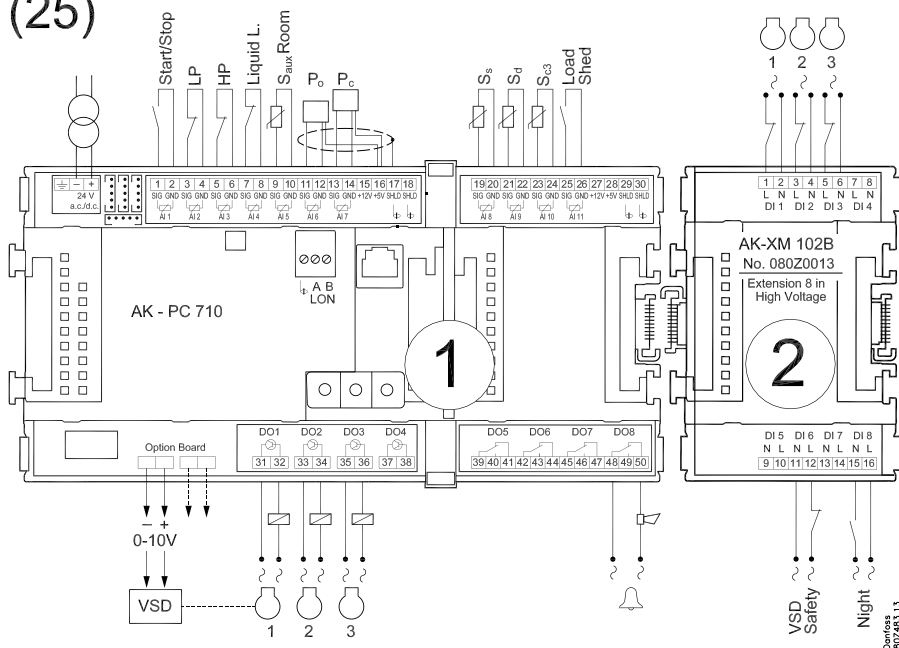 (25)
Start/Stop
LP
HP
Liquid L.
Saux Room
Po
Pc
Ss
Sd
Sc3
Load
Shed
1 2 3
– +
24 V
a.c./d.c.
1 2 3 4 5 6 7 8 9 10 11 12 13 14 15 16 17 18
SIG GND SIG GND SIG GND SIG GND SIG GND SIG GND SIG GND +12V +5V SHLD SHLD
AI 1 AI 2 AI 3 AI 4 AI 5 AI 6 AI 7
19 20 21 22 23 24 25 26 27 28 29 30
SIG GND SIG GND SIG GND SIG GND +12V +5V SHLD SHLD
AI 8 AI 9 AI 10 AI 11
1 2 3 4 5 6 7 8
L N L N L N L N
DI 1 DI 2 DI 3 DI 4
A B
LON
AK - PC 710
1
AK-XM 102B
No. 080Z0013
Extension 8 in
High Voltage
2
Option Board
DO1 DO2 DO3 DO4
31 32 33 34 35 36 37 38
DO5 DO6 DO7 DO8
39 40 41 42 43 44 45 46 47 48 49 50
DI 5 DI 6 DI 7 DI 8
N L N L N L N L
9 10 11 12 13 14 15 16
– +
0-10V
VSD
1 2 3
VSD
Safety
Night
Danfoss